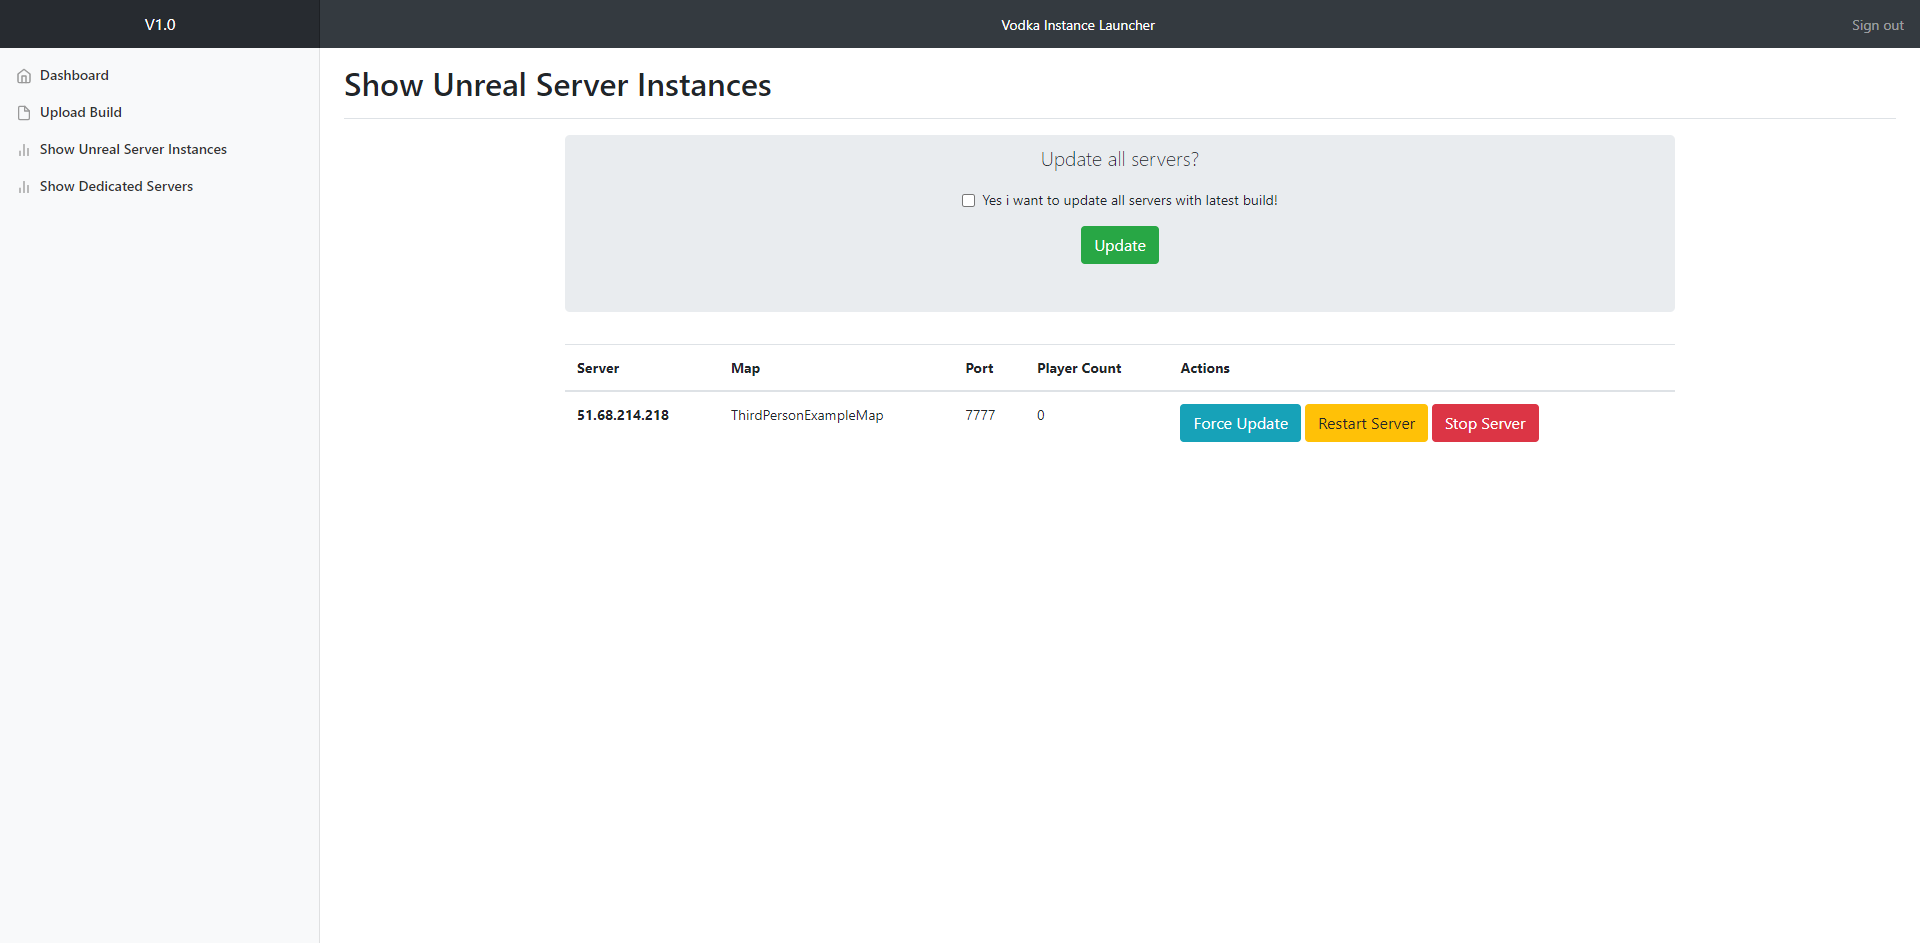 V1.0
Vodka Instance Launcher
Sign out
Dashboard
Upload Build
Show Unreal Server Instances
Show Dedicated Servers
Show Unreal Server Instances
Update all servers?
Yes i want to update all servers with latest build!
Update
Server Map Port Player Count Actions
51.68.214.218 ThirdPersonExampleMap 7777 0 Force Update Restart Server Stop Server